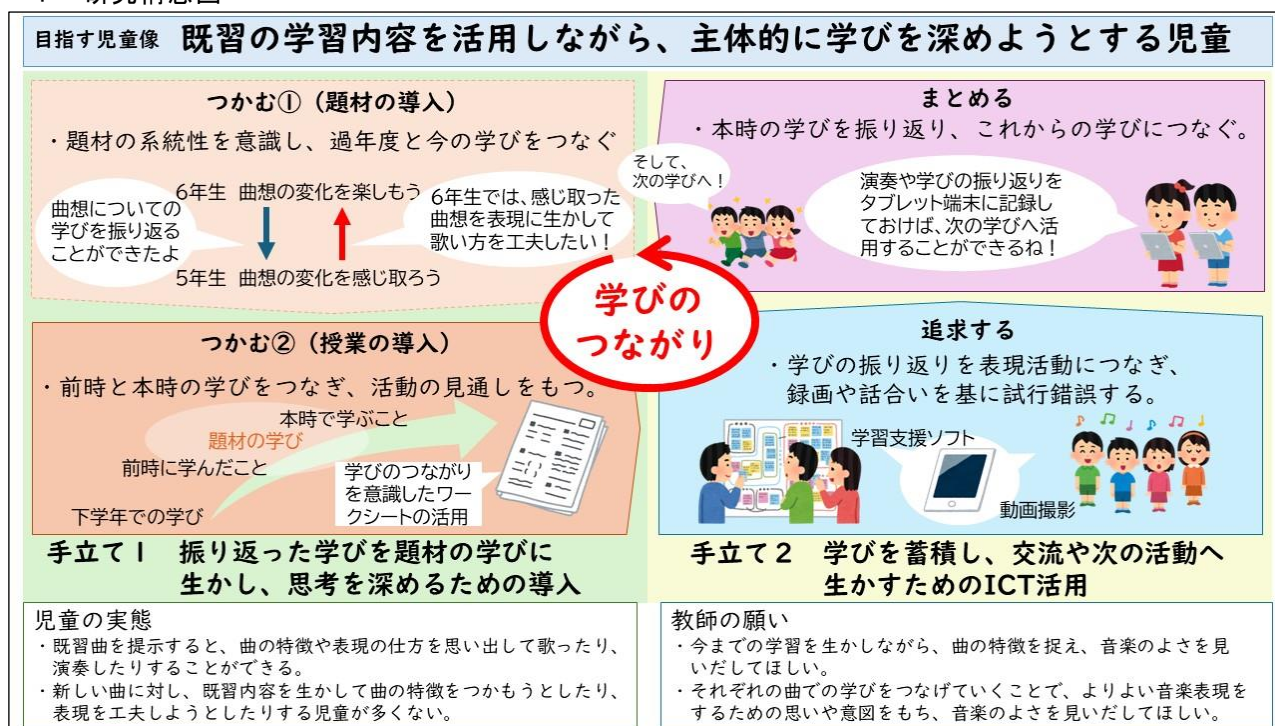 目指す児童像 既習の学習内容を活用しながら、主体的に学びを深めようとする児童
つかむ①（題材の導入）
・題材の系統性を意識し、過年度と今の学びをつなぐ
曲想についての
学びを振り返る
ことができたよ
6年生 曲想の変化を楽しもう
5年生 曲想の変化を感じ取ろう
6年生では、感じ取った
曲想を表現に生かして
歌い方を工夫したい！
つかむ②（授業の導入）
・前時と本時の学びをつなぎ、活動の見通しをもつ。
本時で学ぶこと
題材の学び
前時に学んだこと
下学年での学び
学びのつながり
を意識したワー
クシートの活用
手立て１ 振り返った学びを題材の学びに
生かし、思考を深めるための導入
学びの
つながり
まとめる
・本時の学びを振り返り、これからの学びにつなぐ。
そして、
次の学びへ！
演奏や学びの振り返りを
タブレット端末に記録し
ておけば、次の学びへ活
用することができるね！
追求する
・学びの振り返りを表現活動につなぎ、
録画や話合いを基に試行錯誤する。
学習支援ソフト
動画撮影
手立て２ 学びを蓄積し、交流や次の活動へ
生かすためのICT活用
児童の実態
・既習曲を提示すると、曲の特徴や表現の仕方を思い出して歌ったり、
演奏したりすることができる。
・新しい曲に対し、既習内容を生かして曲の特徴をつかもうとしたり、
表現を工夫しようとしたりする児童が多くない。
教師の願い
・今までの学習を生かしながら、曲の特徴を捉え、音楽のよさを見
いだしてほしい。
・それぞれの曲での学びをつなげていくことで、よりよい音楽表現を
するための思いや意図をもち、音楽のよさを見いだしてほしい。